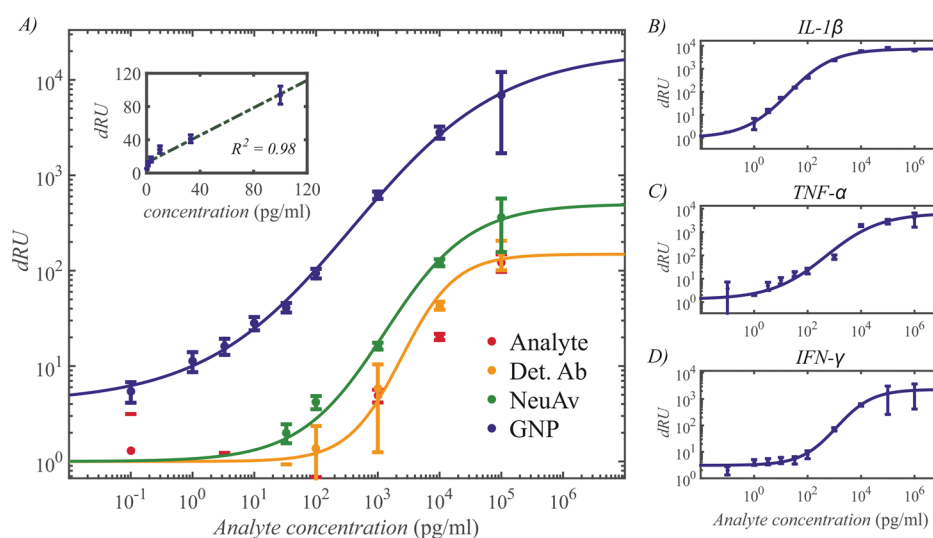 A)
10^4
10^3
10^2
10^1
10^0
dRU
10^-1
10^0
10^1
10^2
10^3
10^4
10^5
10^6
Analyte concentration (pg/ml)
120
80
40
0
dRU
R² = 0.98
0
40
80
120
concentration (pg/ml)
Analyte
Det. Ab
NeuAv
GNP
B)
IL-1β
10^4
10^3
10^2
10^1
10^0
dRU
10^0
10^2
10^4
10^6
C)
TNF-α
10^4
10^3
10^2
10^1
10^0
dRU
10^0
10^2
10^4
10^6
D)
IFN-γ
10^4
10^3
10^2
10^1
10^0
dRU
10^0
10^2
10^4
10^6
Analyte concentration (pg/ml)